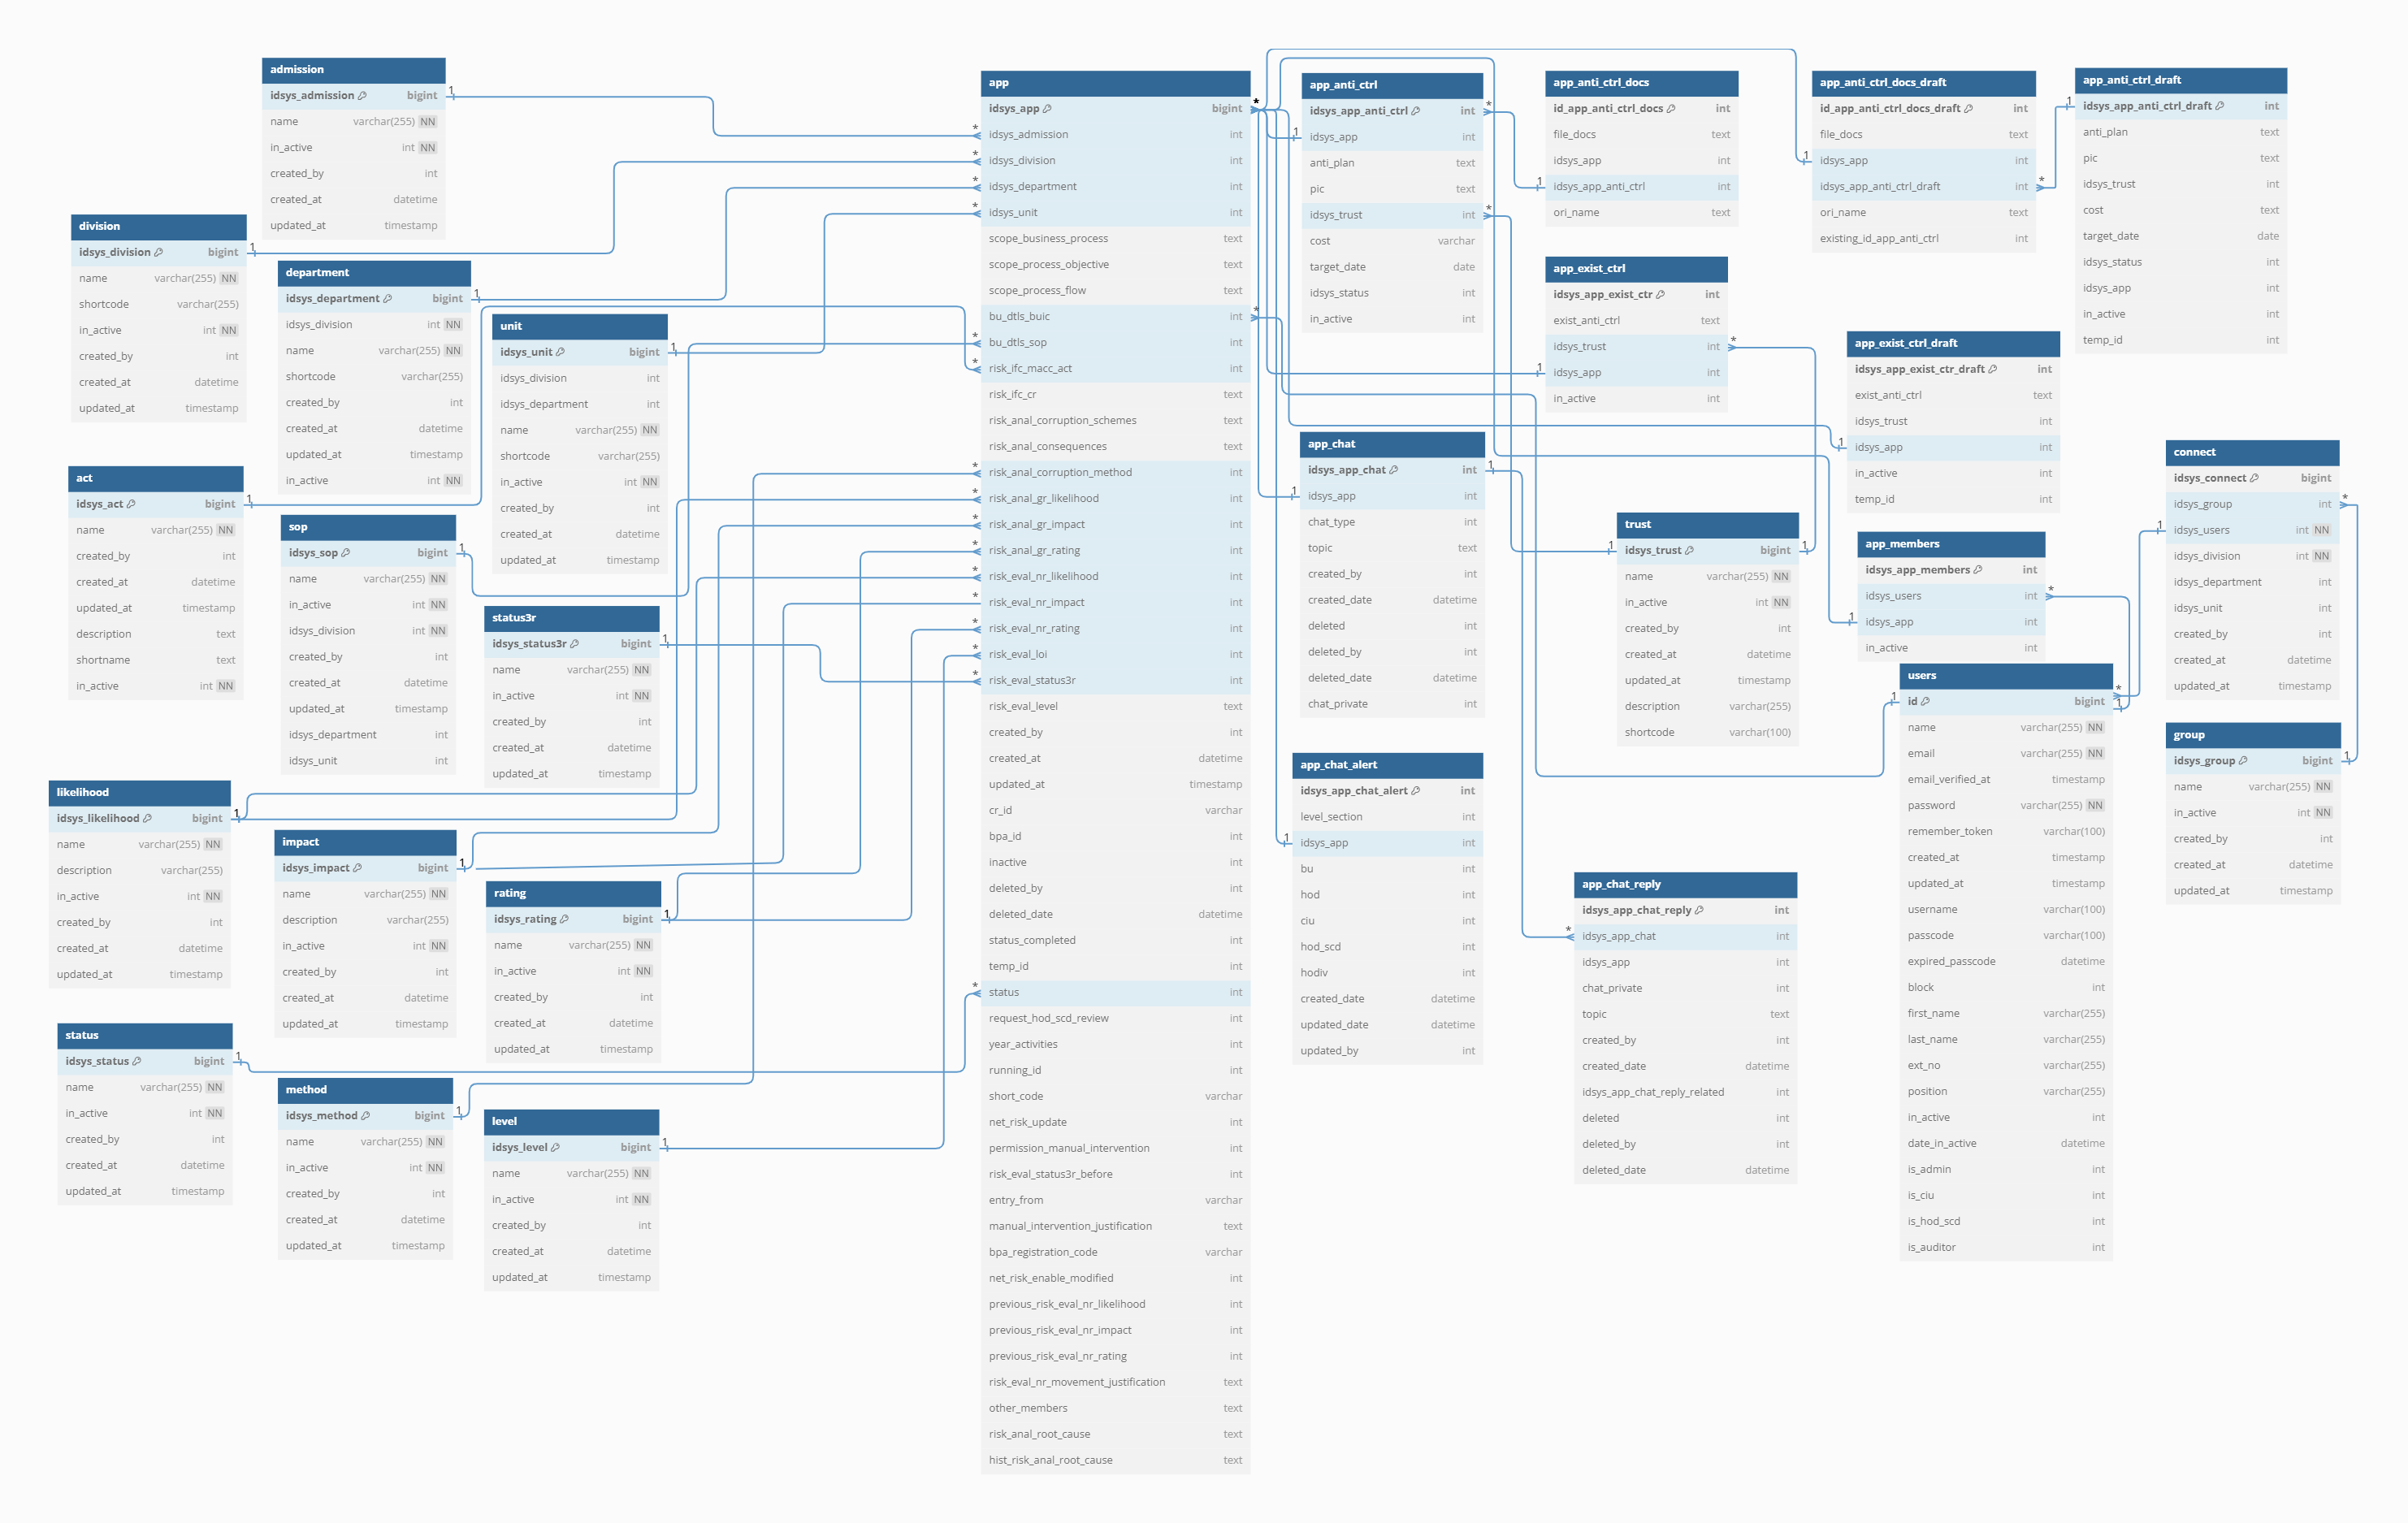 admission
idsys_admission bigint
name varchar(255) NN
in_active int NN
created_by int
created_at datetime
updated_at timestamp
division
idsys_division bigint
name varchar(255) NN
shortcode varchar(255)
in_active int NN
created_by int
created_at datetime
updated_at timestamp
department
idsys_department bigint
idsys_division int NN
name varchar(255) NN
shortcode varchar(255)
created_by int
created_at datetime
updated_at timestamp
in_active int NN
unit
idsys_unit bigint
idsys_division int
idsys_department int
name varchar(255) NN
shortcode varchar(255)
in_active int NN
created_by int
created_at datetime
updated_at timestamp
act
idsys_act bigint
name varchar(255) NN
created_by int
created_at datetime
updated_at timestamp
description text
shortname text
in_active int NN
sop
idsys_sop bigint
name varchar(255) NN
in_active int NN
idsys_division int NN
created_by int
created_at datetime
updated_at timestamp
idsys_department int
idsys_unit int
status3r
idsys_status3r bigint
name varchar(255) NN
in_active int NN
created_by int
created_at datetime
updated_at timestamp
likelihood
idsys_likelihood bigint
name varchar(255) NN
description varchar(255)
in_active int NN
created_by int
created_at datetime
updated_at timestamp
impact
idsys_impact bigint
name varchar(255) NN
description varchar(255)
in_active int NN
created_by int
created_at datetime
updated_at timestamp
rating
idsys_rating bigint
name varchar(255) NN
in_active int NN
created_by int
created_at datetime
updated_at timestamp
status
idsys_status bigint
name varchar(255) NN
in_active int NN
created_by int
created_at datetime
updated_at timestamp
method
idsys_method bigint
name varchar(255) NN
in_active int NN
created_by int
created_at datetime
updated_at timestamp
level
idsys_level bigint
name varchar(255) NN
in_active int NN
created_by int
created_at datetime
updated_at timestamp
app
idsys_app bigint
idsys_admission int
idsys_division int
idsys_department int
idsys_unit int
scope_business_process text
scope_process_objective text
scope_process_flow text
bu_dtls_buic int
bu_dtls_sop int
risk_ifc_macc_act int
risk_ifc_cr int
risk_anal_corruption_schemes text
risk_anal_consequences text
risk_anal_corruption_method int
risk_anal_gr_likelihood int
risk_anal_gr_impact int
risk_anal_gr_rating int
risk_eval_nr_likelihood int
risk_eval_nr_impact int
risk_eval_nr_rating int
risk_eval_loi int
risk_eval_status3r int
risk_eval_level text
created_by int
created_at datetime
updated_at timestamp
cr_id varchar
bpa_id int
inactive int
deleted_by int
deleted_date datetime
status_completed int
temp_id int
status int
request_hod_scd_review int
year_activities int
running_id int
short_code varchar
net_risk_update int
permission_manual_intervention int
risk_eval_status3r_before int
entry_from varchar
manual_intervention_justification text
bpa_registration_code varchar
net_risk_enable_modified int
previous_risk_eval_nr_likelihood int
previous_risk_eval_nr_impact int
previous_risk_eval_nr_rating int
risk_eval_nr_movement_justification text
other_members text
risk_anal_root_cause text
hist_risk_anal_root_cause text
app_anti_ctrl
idsys_app_anti_ctrl int
idsys_app int
anti_plan text
pic text
idsys_trust int
cost varchar
target_date date
idsys_status int
in_active int
app_anti_ctrl_docs
id_app_anti_ctrl_docs int
file_docs text
idsys_app int
idsys_app_anti_ctrl int
ori_name text
app_anti_ctrl_docs_draft
id_app_anti_ctrl_docs_draft int
file_docs text
idsys_app int
idsys_app_anti_ctrl_draft int
ori_name text
existing_id_app_anti_ctrl int
app_anti_ctrl_draft
idsys_app_anti_ctrl_draft int
anti_plan text
pic text
idsys_trust int
cost text
target_date date
idsys_status int
idsys_app int
in_active int
temp_id int
app_exist_ctrl
idsys_app_exist_ctr int
exist_anti_ctrl text
idsys_trust int
idsys_app int
in_active int
app_exist_ctrl_draft
idsys_app_exist_ctr_draft int
exist_anti_ctrl text
idsys_trust int
idsys_app int
in_active int
temp_id int
app_chat
idsys_app_chat int
idsys_app int
chat_type int
topic text
created_by int
created_date datetime
deleted int
deleted_by int
deleted_date datetime
chat_private int
trust
idsys_trust bigint
name varchar(255) NN
in_active int NN
created_by int
created_at datetime
updated_at timestamp
description varchar(255)
shortcode varchar(100)
app_members
idsys_app_members int
idsys_users int
idsys_app int
in_active int
connect
idsys_connect bigint
idsys_group int
idsys_users int NN
idsys_division int NN
idsys_department int
idsys_unit int
created_by int
created_at datetime
updated_at timestamp
users
id bigint
name varchar(255) NN
email varchar(255) NN
email_verified_at timestamp
password varchar(255) NN
remember_token varchar(100)
created_at timestamp
updated_at timestamp
username varchar(100)
passcode varchar(100)
expired_passcode datetime
block int
first_name varchar(255)
last_name varchar(255)
ext_no varchar(255)
position varchar(255)
in_active int
date_in_active datetime
is_admin int
is_ciu int
is_hod_scd int
is_auditor int
group
idsys_group bigint
name varchar(255) NN
in_active int NN
created_by int
created_at datetime
updated_at timestamp
app_chat_alert
idsys_app_chat_alert int
level_section int
idsys_app int
bu int
hod int
ciu int
hod_scd int
hodiv int
created_date datetime
updated_date datetime
updated_by int
app_chat_reply
idsys_app_chat_reply int
idsys_app_chat int
idsys_app int
chat_private int
topic text
created_by int
created_date datetime
idsys_app_chat_reply_related int
deleted int
deleted_by int
deleted_date datetime